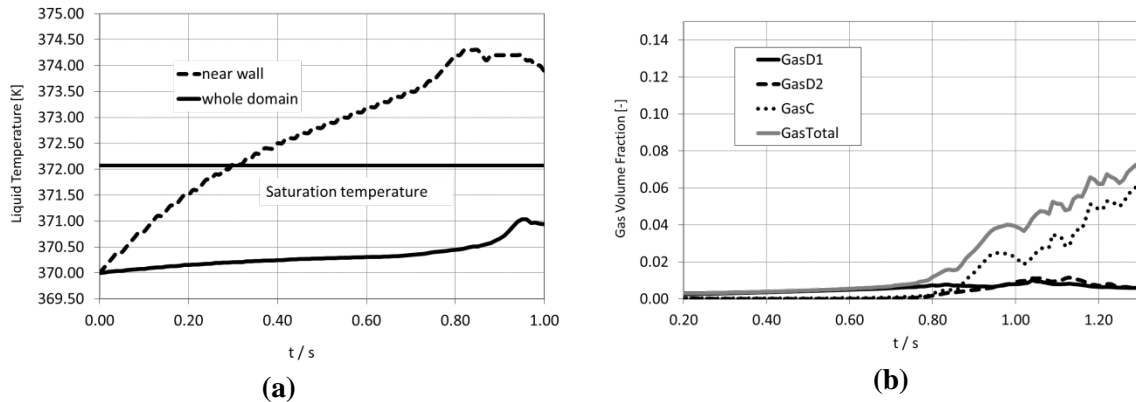 375.00
374.50
374.00
373.50
373.00
372.50
372.00
371.50
371.00
370.50
370.00
369.50
Liquid Temperature [K]
near wall
whole domain
Saturation temperature
0.00 0.20 0.40 0.60 0.80 1.00
t / s
(a)
0.14
0.12
0.10
0.08
0.06
0.04
0.02
0.00
Gas Volume Fraction [-]
GasD1
GasD2
GasC
GasTotal
0.20 0.40 0.60 0.80 1.00 1.20
t / s
(b)